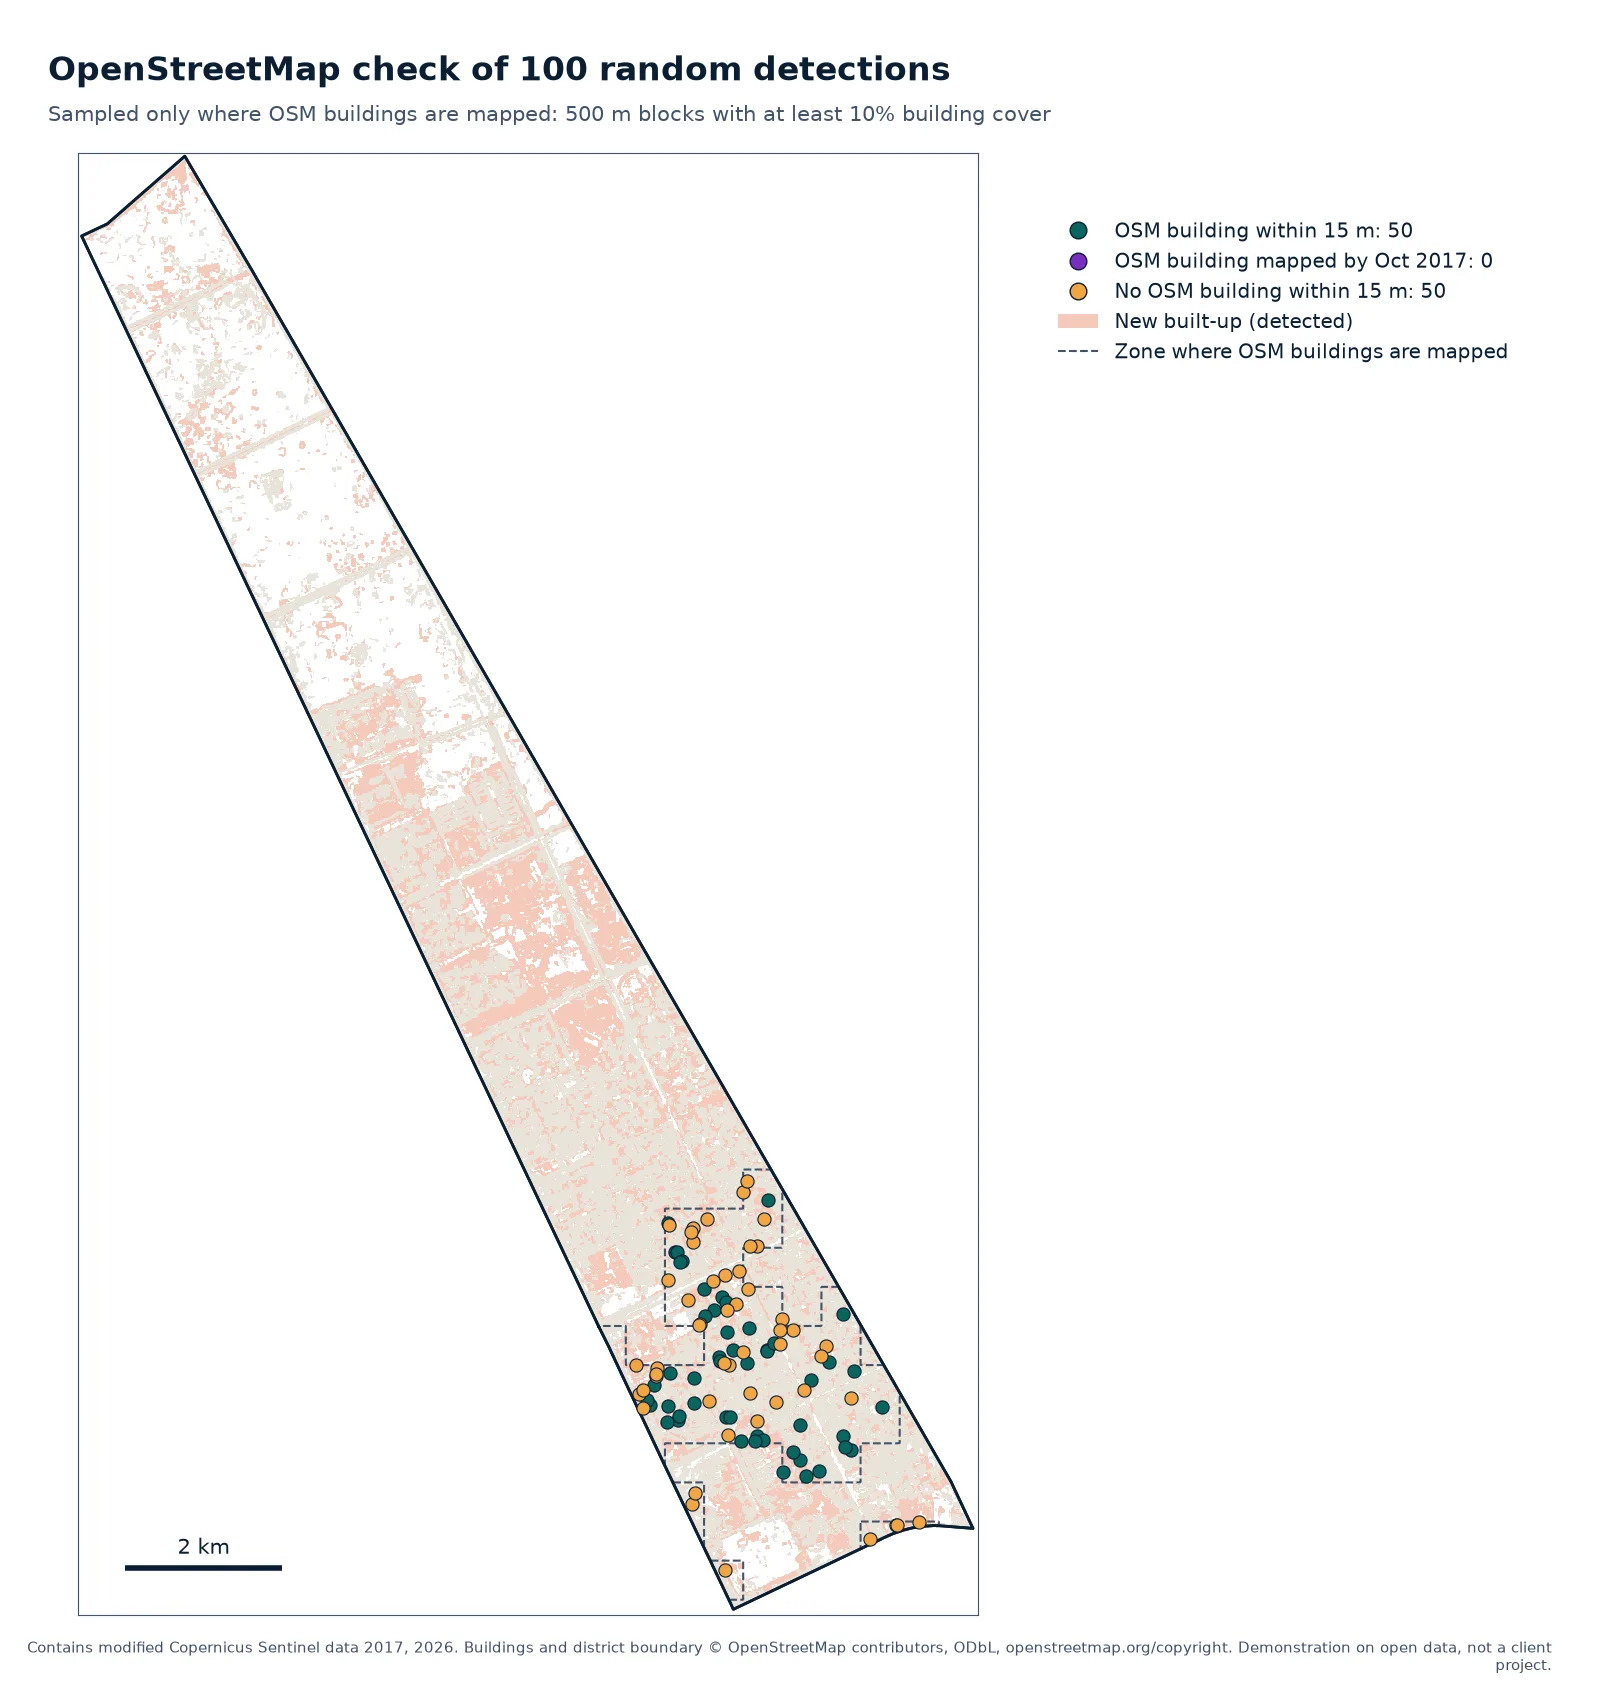 OpenStreetMap check of 100 random detections
Sampled only where OSM buildings are mapped: 500 m blocks with at least 10% building cover
OSM building within 15 m: 50
OSM building mapped by Oct 2017: 0
No OSM building within 15 m: 50
New built-up (detected)
Zone where OSM buildings are mapped
2 km
Contains modified Copernicus Sentinel data 2017, 2026. Buildings and district boundary © OpenStreetMap contributors, ODbL, openstreetmap.org/copyright. Demonstration on open data, not a client
project.